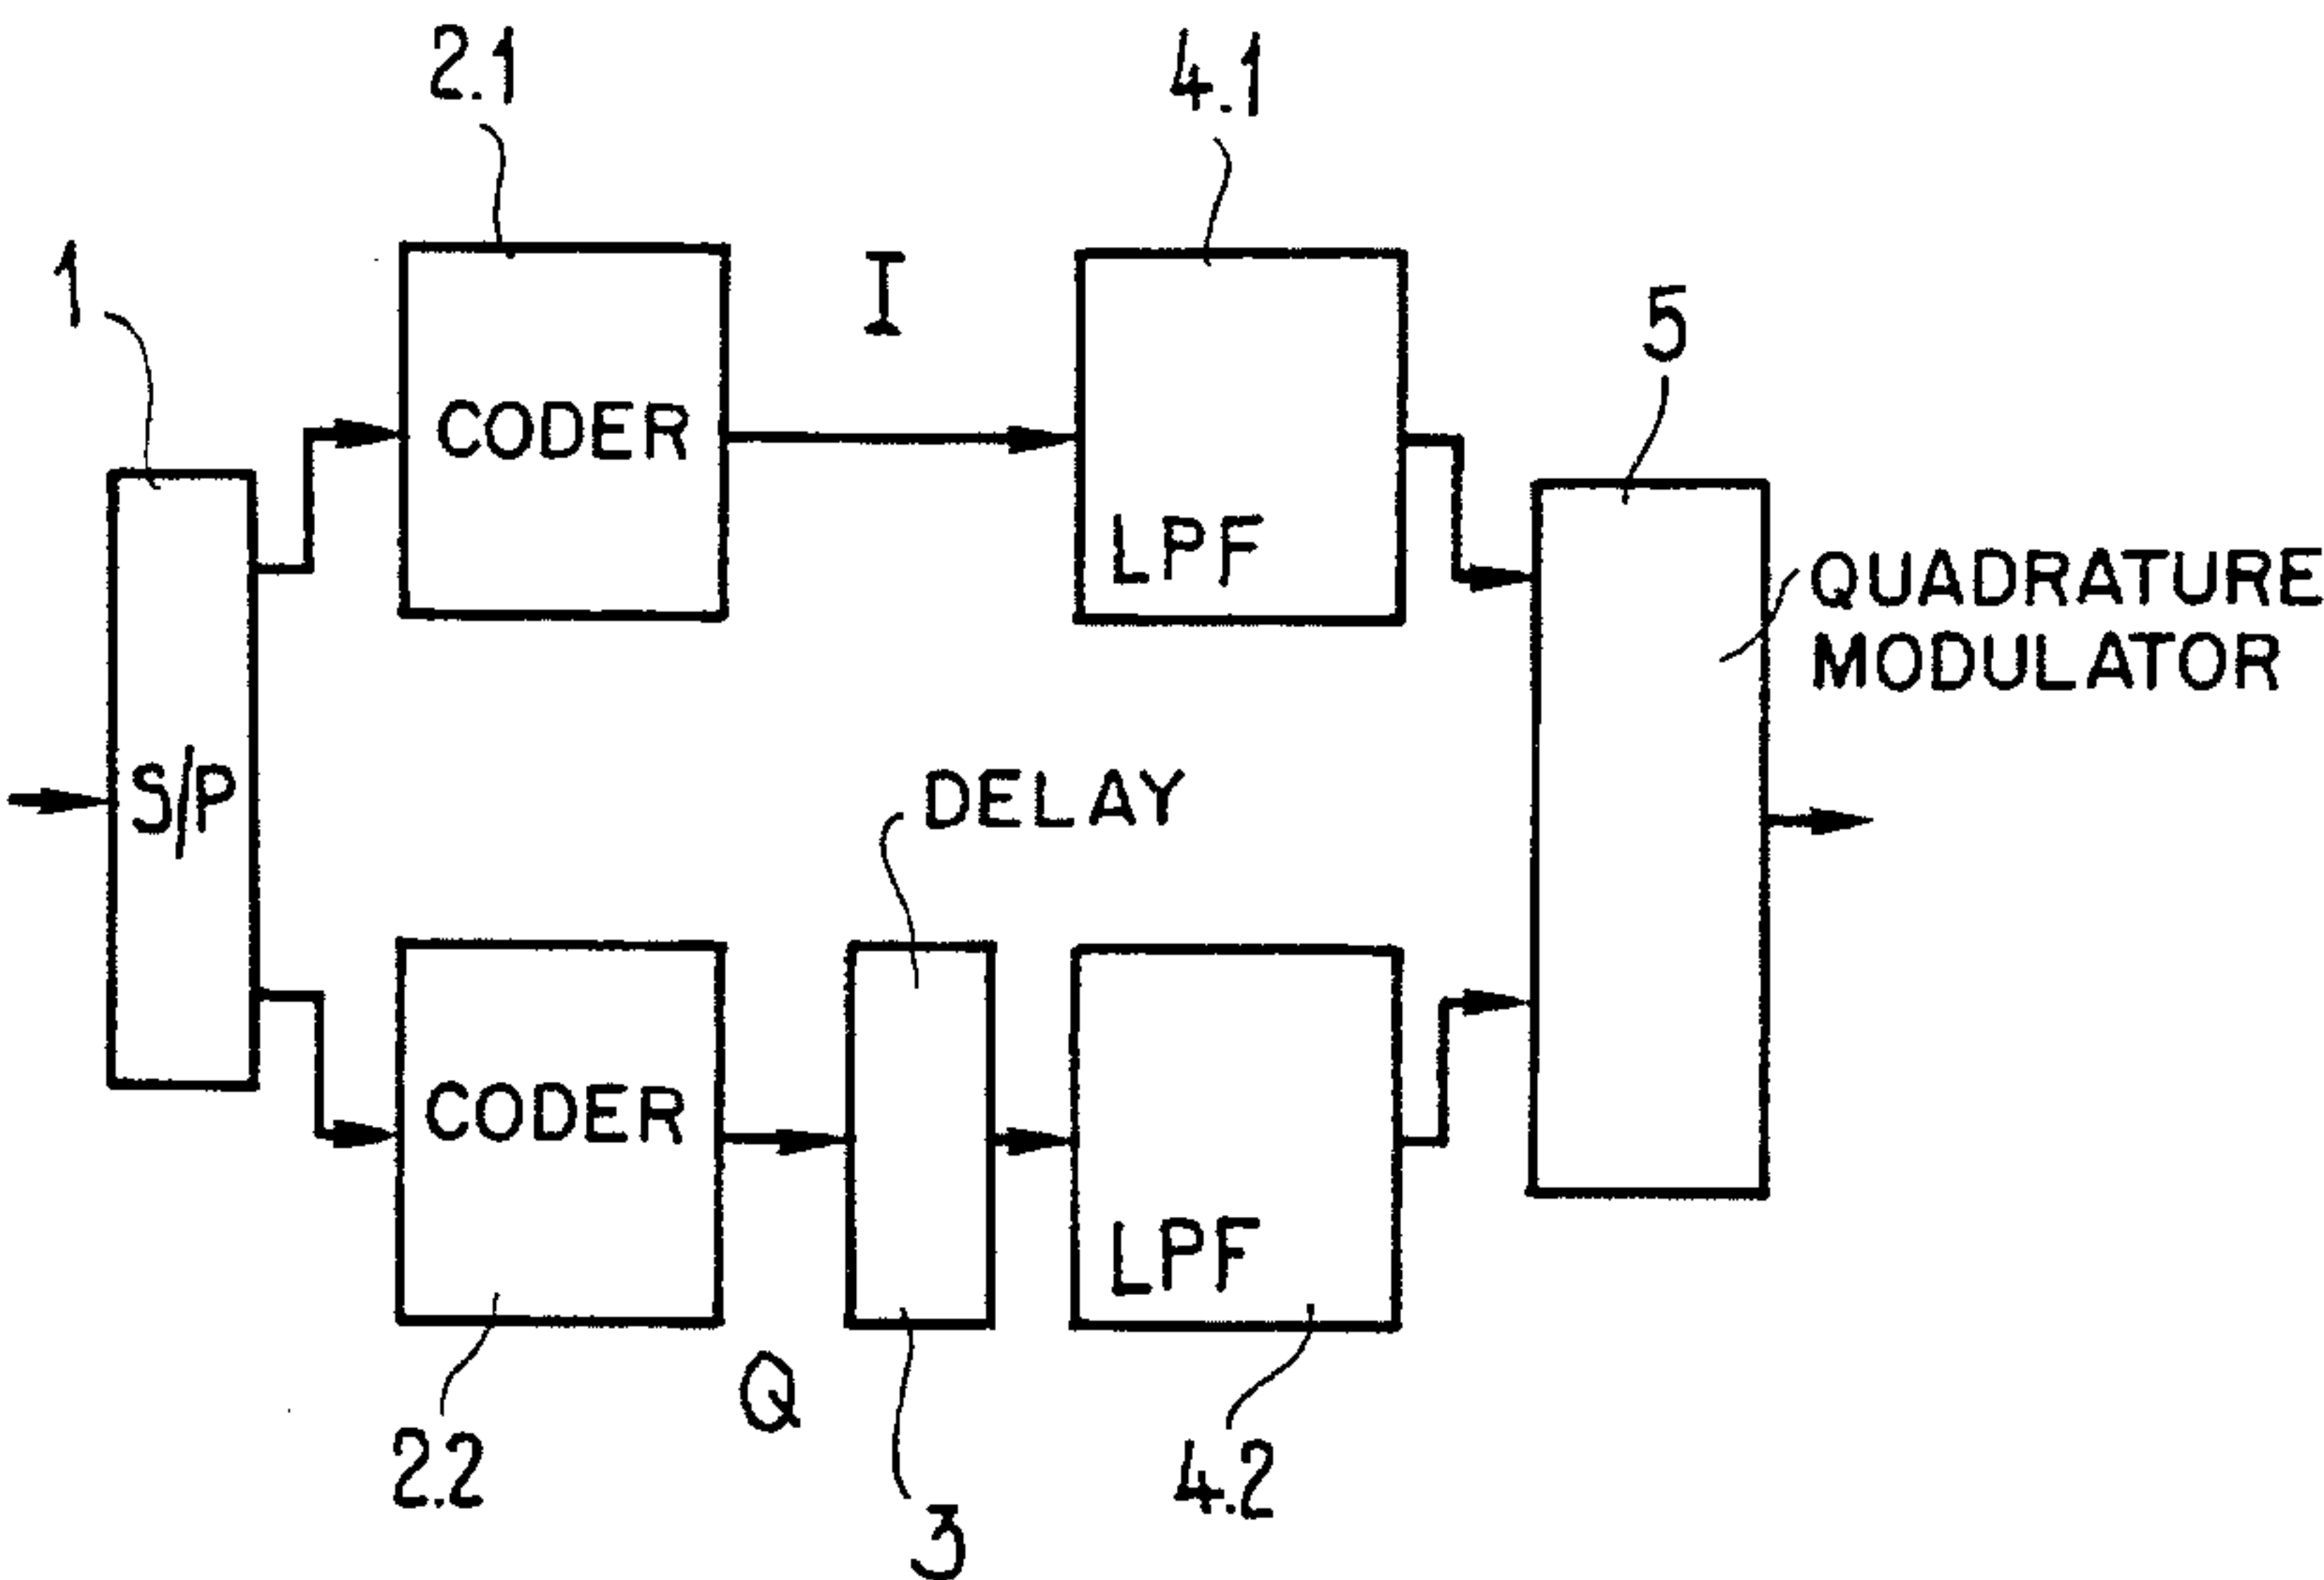 2.1
4.1
1
I
5
CODER
LPF
QUADRATURE
MODULATOR
S/P
DELAY
CODER
LPF
Q
2.2
4.2
3